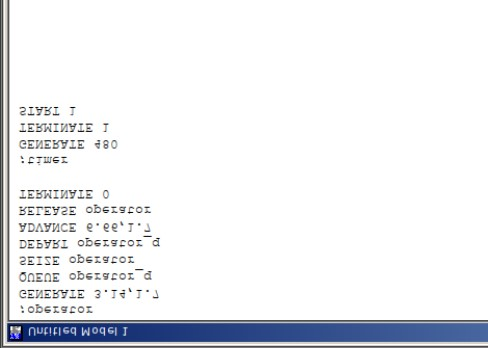 Untitled Model 1
;operator
GENERATE 3.14,1.7
QUEUE operator_q
SEIZE operator
DEPART operator_q
ADVANCE 6.66,1.7
RELEASE operator
TERMINATE 0
;timer
GENERATE 480
TERMINATE 1
START 1